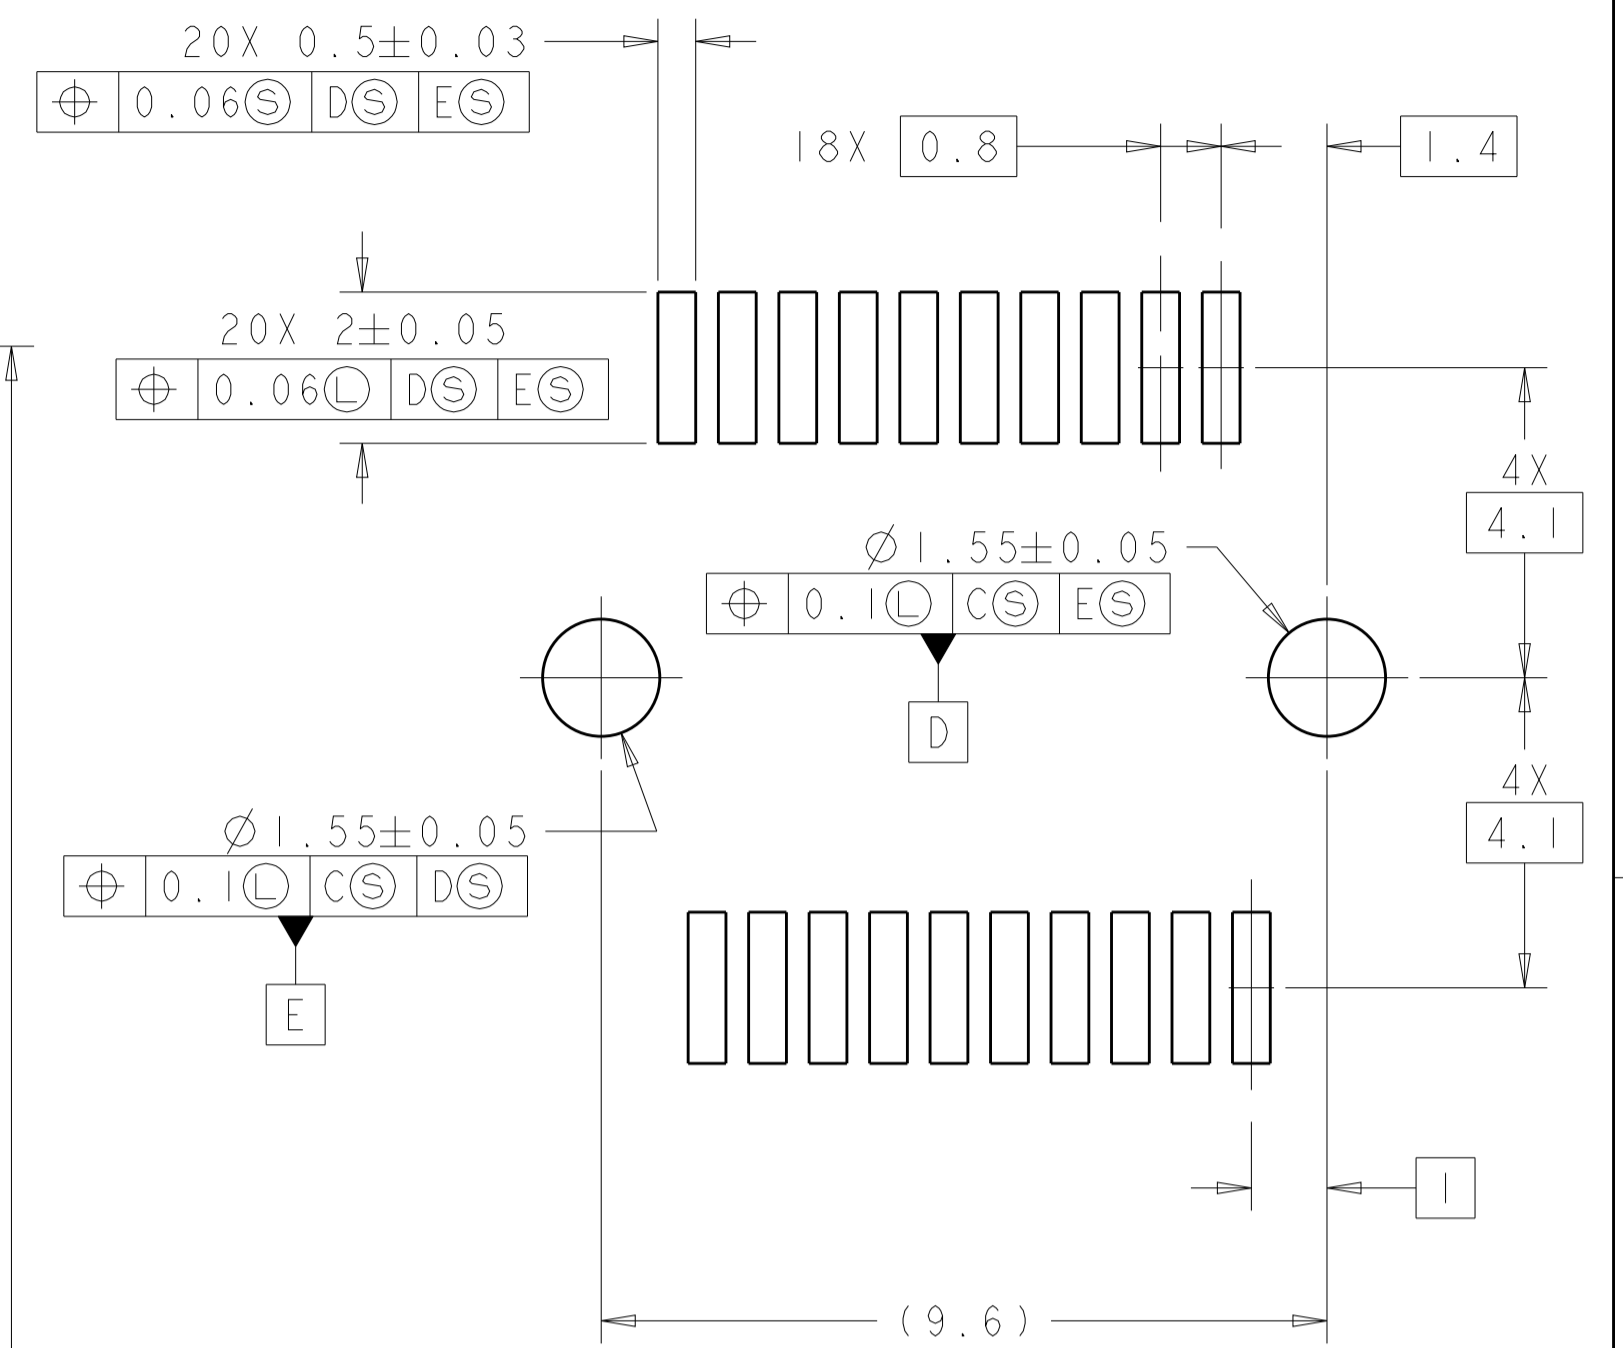 20X 0.5±0.03
⌖ 0.06Ⓢ DⓈ EⓈ
18X 0.8
1.4
20X 2±0.05
⌖ 0.06Ⓛ DⓈ EⓈ
4X
4.1
Ø1.55±0.05
⌖ 0.1Ⓛ CⓈ EⓈ
D
4X
4.1
Ø1.55±0.05
⌖ 0.1Ⓛ CⓈ DⓈ
E
1
(9.6)